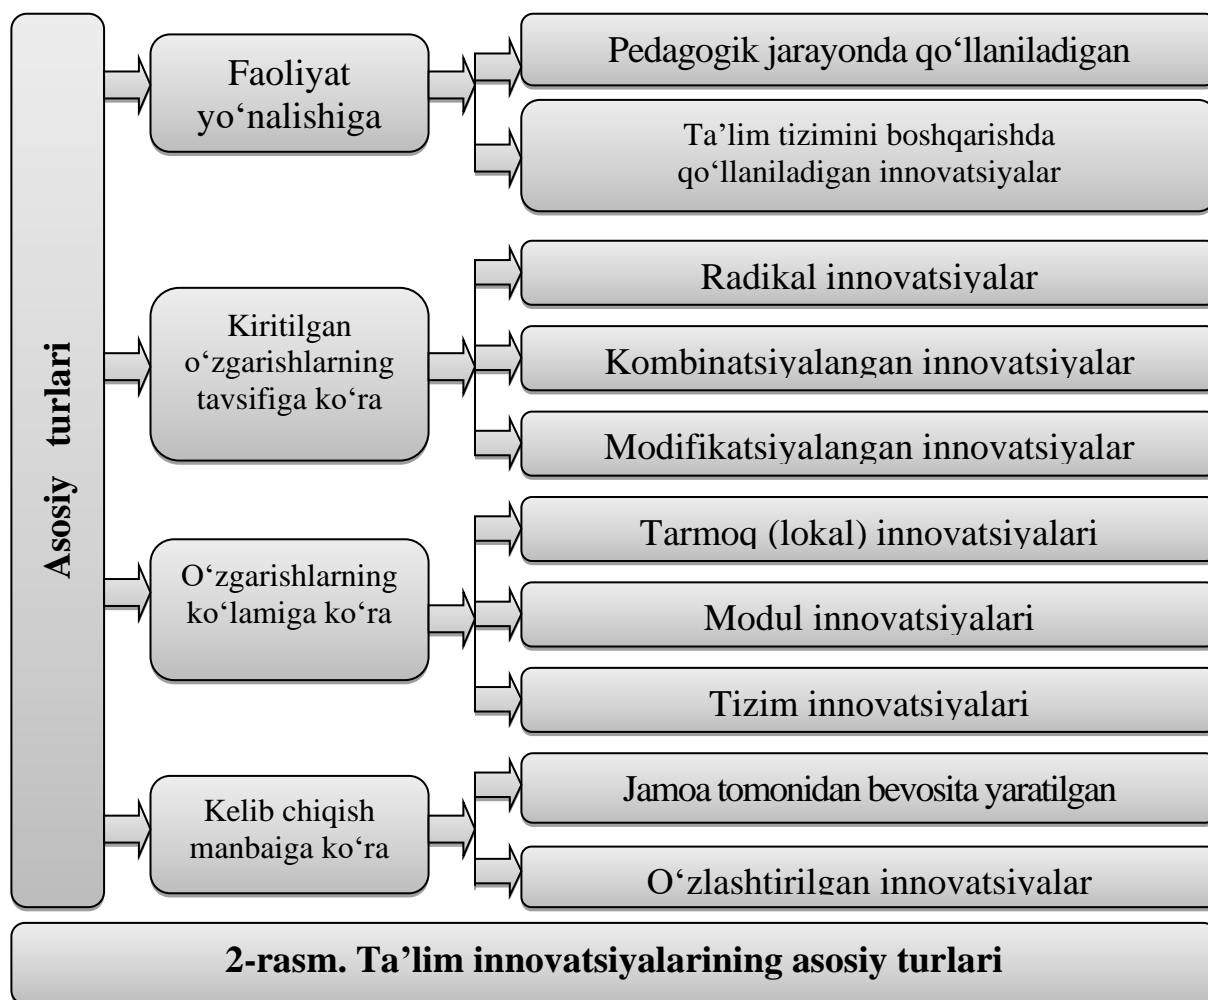 Asosiy turlari
Faoliyat
yo‘nalishiga
Pedagogik jarayonda qo‘llaniladigan
Ta’lim tizimini boshqarishda
qo‘llaniladigan innovatsiyalar
Kiritilgan
o‘zgarishlarning
tavsifiga ko‘ra
Radikal innovatsiyalar
Kombinatsiyalangan innovatsiyalar
Modifikatsiyalangan innovatsiyalar
O‘zgarishlarning
ko‘lamiga ko‘ra
Tarmoq (lokal) innovatsiyalari
Modul innovatsiyalari
Tizim innovatsiyalari
Kelib chiqish
manbaiga ko‘ra
Jamoa tomonidan bevosita yaratilgan
O‘zlashtirilgan innovatsiyalar
2-rasm. Ta’lim innovatsiyalarining asosiy turlari